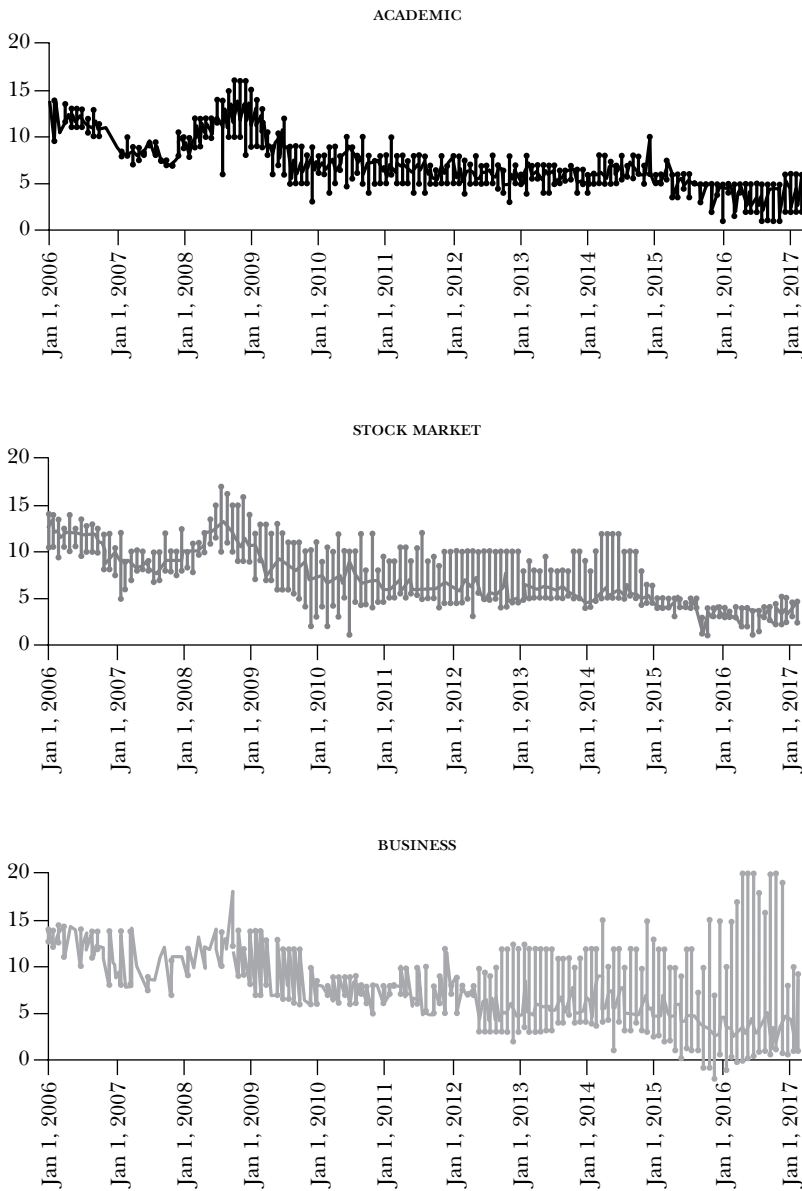 ACADEMIC
20
15
10
5
0
Jan 1, 2006
Jan 1, 2007
Jan 1, 2008
Jan 1, 2009
Jan 1, 2010
Jan 1, 2011
Jan 1, 2012
Jan 1, 2013
Jan 1, 2014
Jan 1, 2015
Jan 1, 2016
Jan 1, 2017
STOCK MARKET
20
15
10
5
0
Jan 1, 2006
Jan 1, 2007
Jan 1, 2008
Jan 1, 2009
Jan 1, 2010
Jan 1, 2011
Jan 1, 2012
Jan 1, 2013
Jan 1, 2014
Jan 1, 2015
Jan 1, 2016
Jan 1, 2017
BUSINESS
20
15
10
5
0
Jan 1, 2006
Jan 1, 2007
Jan 1, 2008
Jan 1, 2009
Jan 1, 2010
Jan 1, 2011
Jan 1, 2012
Jan 1, 2013
Jan 1, 2014
Jan 1, 2015
Jan 1, 2016
Jan 1, 2017